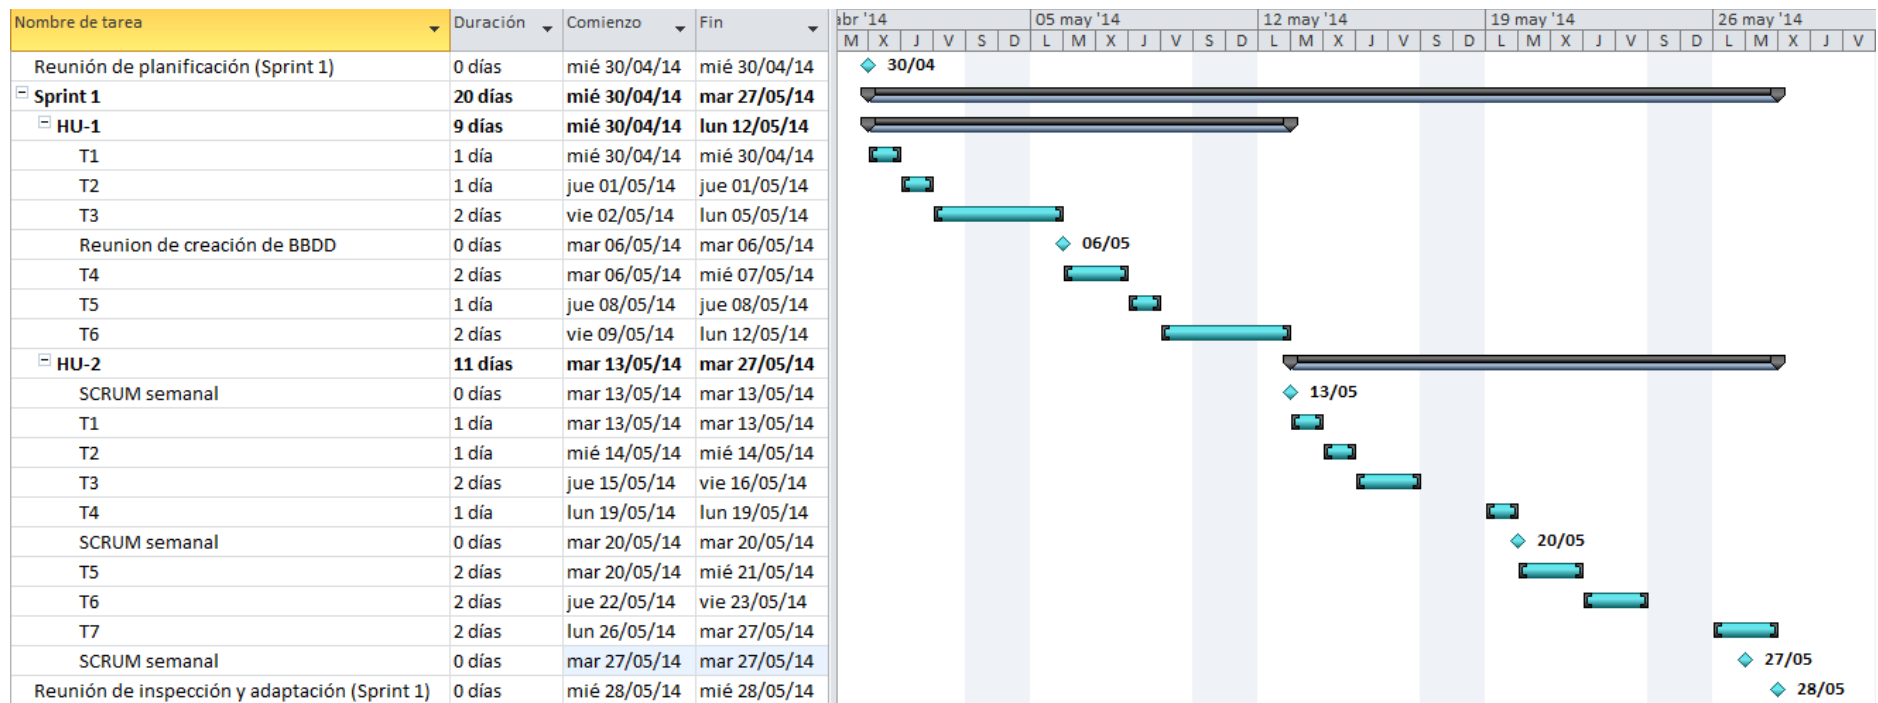 Nombre de tarea Duración Comienzo Fin abr '14 05 may '14 12 may '14 19 may '14 26 may '14
M X J V S D L M X J V S D L M X J V S D L M X J V S D L M X J V
Reunión de planificación (Sprint 1) 0 días mié 30/04/14 mié 30/04/14 30/04
Sprint 1 20 días mié 30/04/14 mar 27/05/14
HU-1 9 días mié 30/04/14 lun 12/05/14
T1 1 día mié 30/04/14 mié 30/04/14
T2 1 día jue 01/05/14 jue 01/05/14
T3 2 días vie 02/05/14 lun 05/05/14
Reunion de creación de BBDD 0 días mar 06/05/14 mar 06/05/14 06/05
T4 2 días mar 06/05/14 mié 07/05/14
T5 1 día jue 08/05/14 jue 08/05/14
T6 2 días vie 09/05/14 lun 12/05/14
HU-2 11 días mar 13/05/14 mar 27/05/14
SCRUM semanal 0 días mar 13/05/14 mar 13/05/14 13/05
T1 1 día mar 13/05/14 mar 13/05/14
T2 1 día mié 14/05/14 mié 14/05/14
T3 2 días jue 15/05/14 vie 16/05/14
T4 1 día lun 19/05/14 lun 19/05/14
SCRUM semanal 0 días mar 20/05/14 mar 20/05/14 20/05
T5 2 días mar 20/05/14 mié 21/05/14
T6 2 días jue 22/05/14 vie 23/05/14
T7 2 días lun 26/05/14 mar 27/05/14
SCRUM semanal 0 días mar 27/05/14 mar 27/05/14 27/05
Reunión de inspección y adaptación (Sprint 1) 0 días mié 28/05/14 mié 28/05/14 28/05